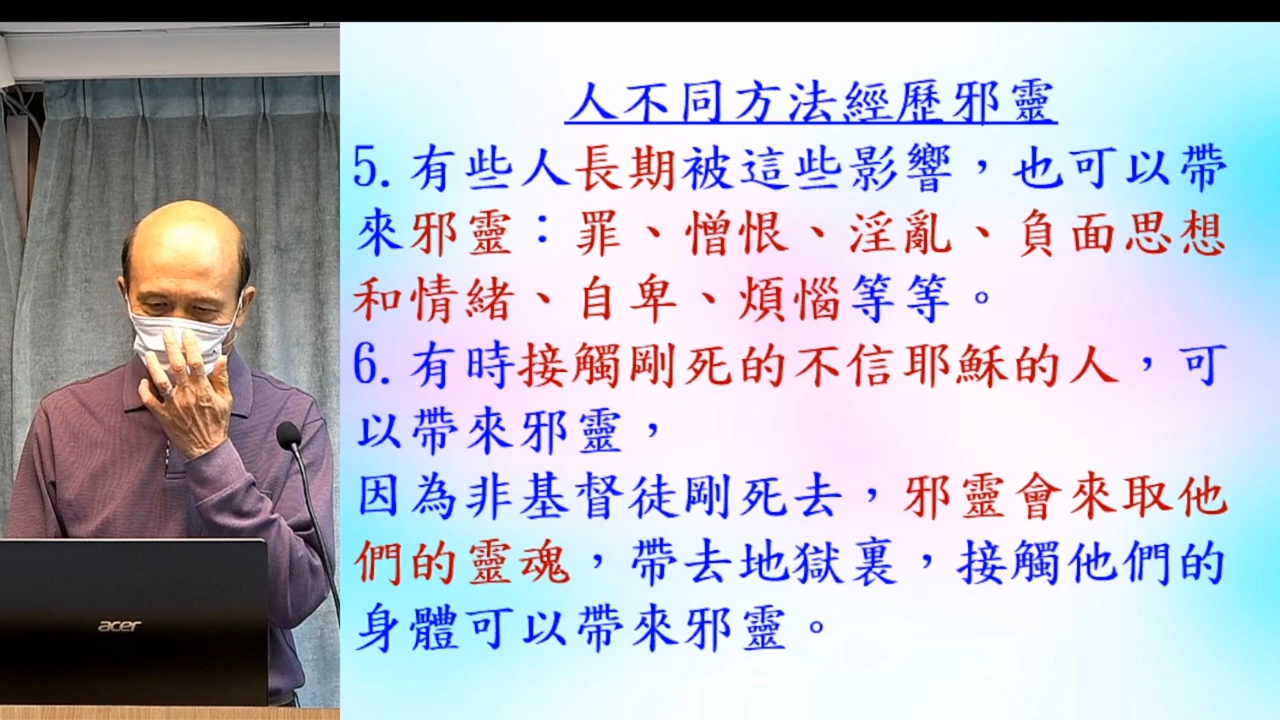 人不同方法經歷邪靈
5.有些人長期被這些影響，也可以帶
來邪靈：罪、憎恨、淫亂、負面思想
和情緒、自卑、煩惱等等。
6.有時接觸剛死的不信耶穌的人，可
以帶來邪靈，
因為非基督徒剛死去，邪靈會來取他
們的靈魂，帶去地獄裏，接觸他們的
身體可以帶來邪靈。
acer